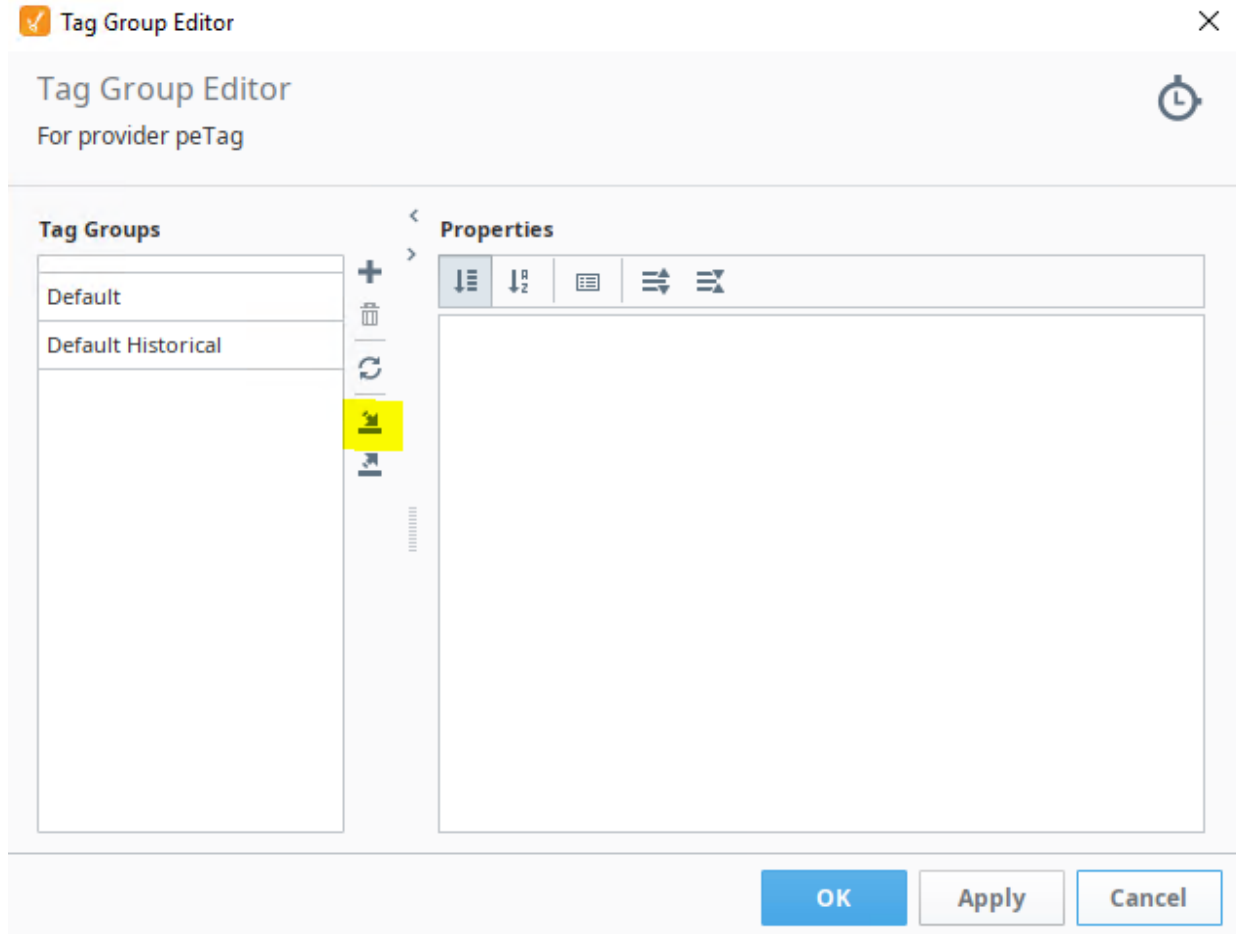 Tag Group Editor
Tag Group Editor
For provider peTag
Tag Groups
Properties
Default
Default Historical
OK
Apply
Cancel